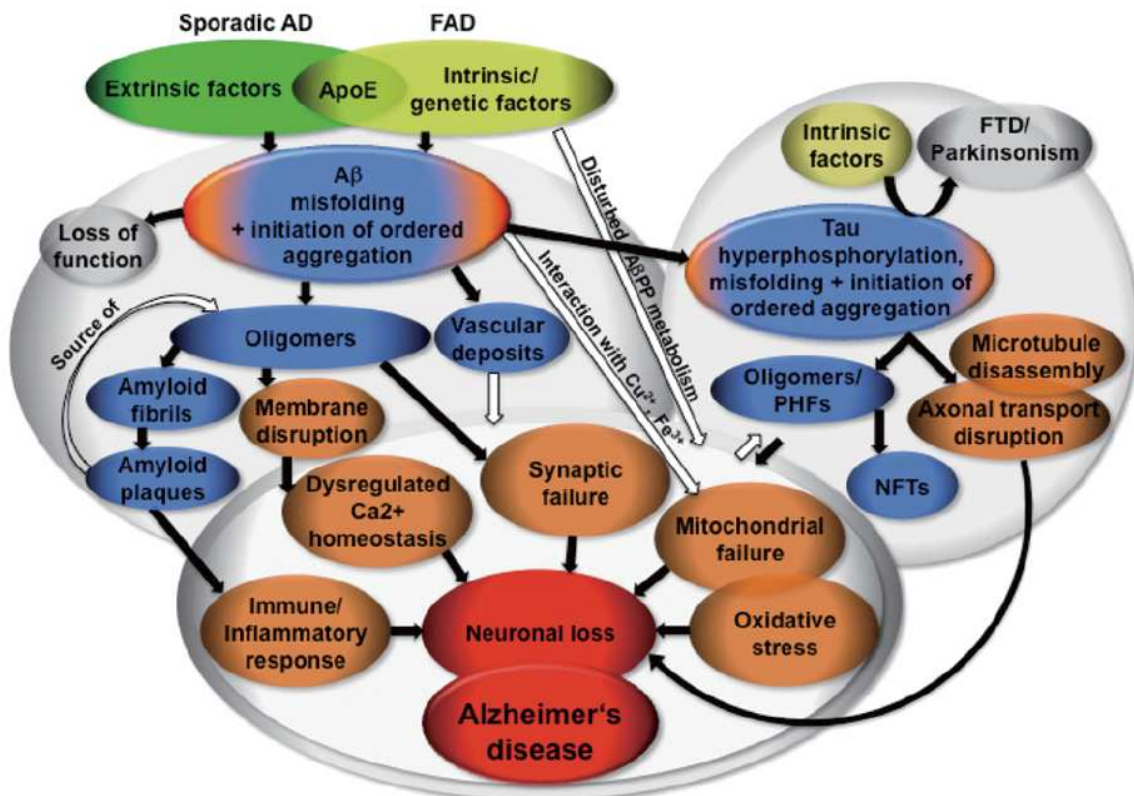 Sporadic AD
FAD
Extrinsic factors
ApoE
Intrinsic/
genetic factors
Intrinsic
factors
FTD/
Parkinsonism
Aβ
misfolding
+ initiation of ordered
aggregation
Loss of
function
Disturbed AβPP metabolism
Interaction with Cu²⁺, Fe³⁺
Tau
hyperphosphorylation,
misfolding + initiation of
ordered aggregation
Source of
Oligomers
Vascular
deposits
Microtubule
disassembly
Oligomers/
PHFs
Axonal transport
disruption
Amyloid
fibrils
Membrane
disruption
Amyloid
plaques
Dysregulated
Ca2+
homeostasis
Synaptic
failure
NFTs
Mitochondrial
failure
Immune/
Inflammatory
response
Neuronal loss
Oxidative
stress
Alzheimer‘s
disease